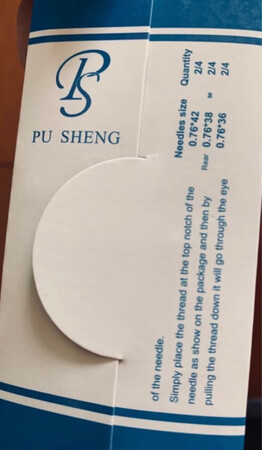 PS
PU SHENG
Needles size Quantity
0.76*42 2/4
Rear 0.76*38 2/4
0.76*36 2/4
of the needle.
Simply place the thread at the top notch of the
needle as show on the package and then by
pulling the thread down it will go through the eye